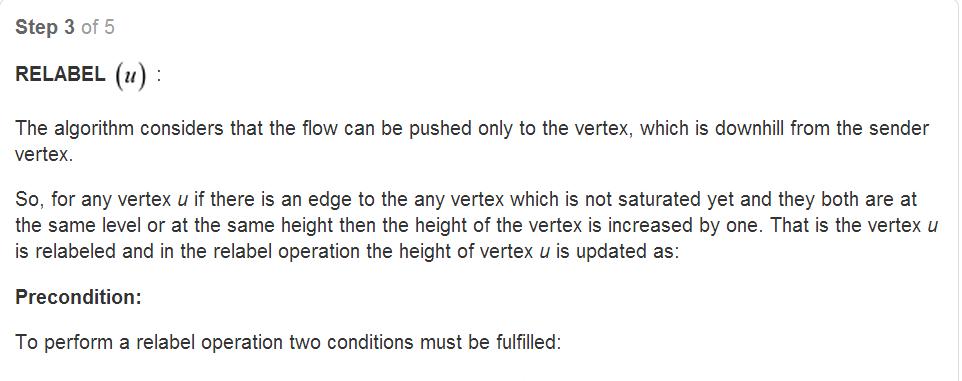 Step 3 of 5
RELABEL (u) :
The algorithm considers that the flow can be pushed only to the vertex, which is downhill from the sender
vertex.
So, for any vertex u if there is an edge to the any vertex which is not saturated yet and they both are at
the same level or at the same height then the height of the vertex is increased by one. That is the vertex u
is relabeled and in the relabel operation the height of vertex u is updated as:
Precondition:
To perform a relabel operation two conditions must be fulfilled: